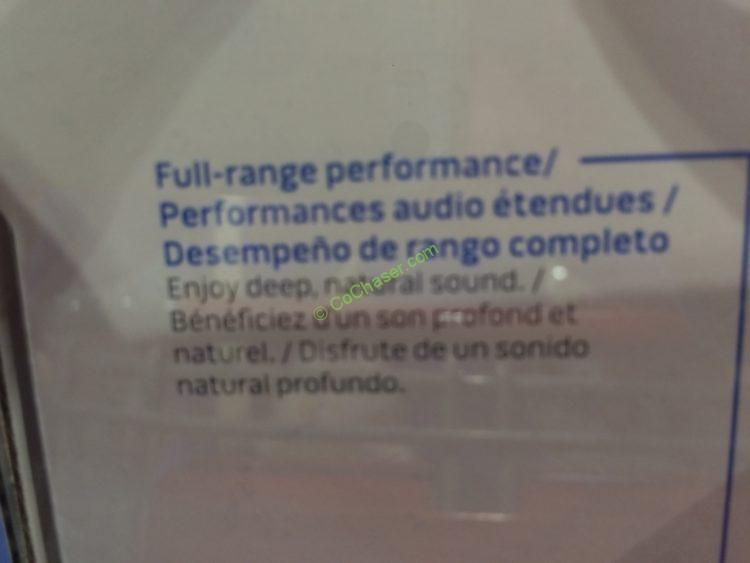 Full-range performance/
Performances audio étendues /
Desempeño de rango completo
Enjoy deep, natural sound. /
© CoChaser.com
Bénéficiez d'un son profond et
naturel. / Disfrute de un sonido
natural profundo.